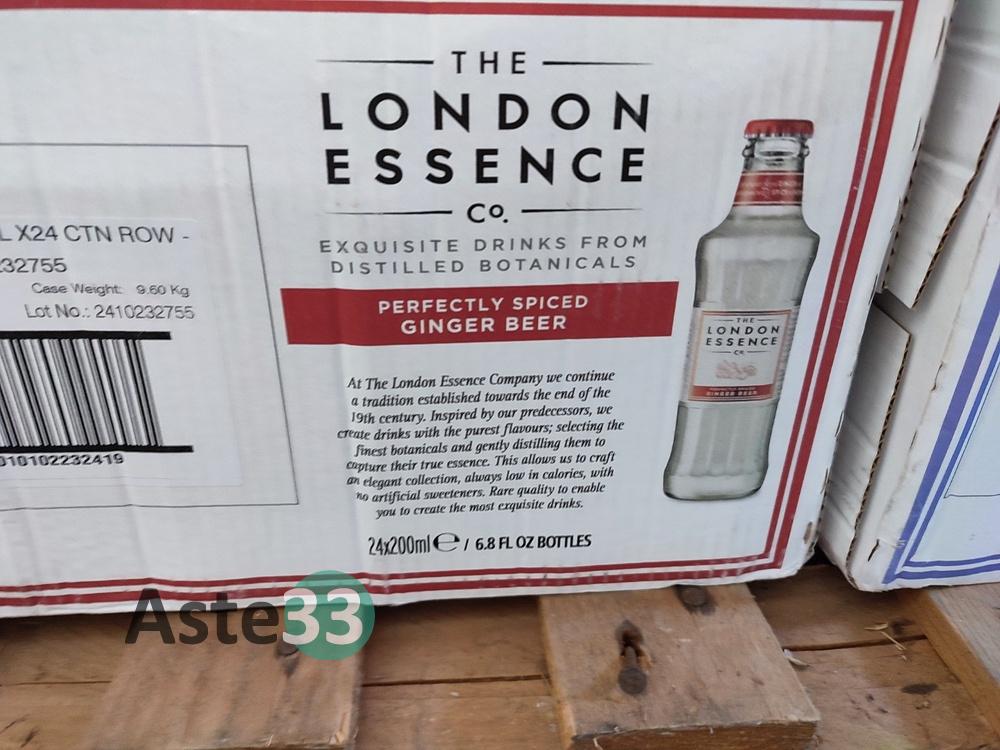 THE
LONDON
ESSENCE
Co.
EXQUISITE DRINKS FROM
DISTILLED BOTANICALS
PERFECTLY SPICED
GINGER BEER
At The London Essence Company we continue
a tradition established towards the end of the
19th century. Inspired by our predecessors, we
create drinks with the purest flavours; selecting the
finest botanicals and gently distilling them to
capture their true essence. This allows us to craft
an elegant collection, always low in calories, with
no artificial sweeteners. Rare quality to enable
you to create the most exquisite drinks.
24x200ml e / 6.8 FL OZ BOTTLES
L X24 CTN ROW -
232755
Case Weight: 9.60 Kg
Lot No.: 2410232755
010102232419
THE
LONDON
ESSENCE
Co.
PERFECTLY SPICED
GINGER BEER
Aste33